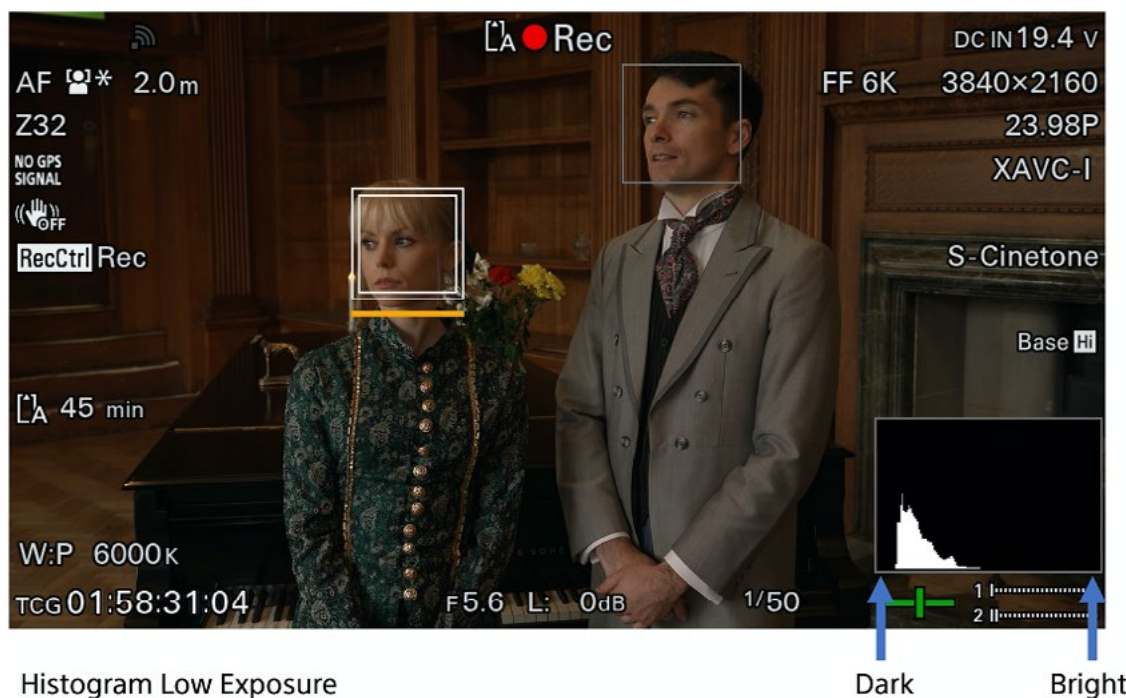 A Rec
DC IN 19.4 V
AF * 2.0 m
FF 6K 3840×2160
Z32
23.98P
NO GPS
SIGNAL
XAVC-I
OFF
RecCtrl Rec
S-Cinetone
Base Hi
A 45 min
W:P 6000K
TCG 01:58:31:04
F5.6 L: 0dB
1/50
1
2
Histogram Low Exposure
Dark
Bright